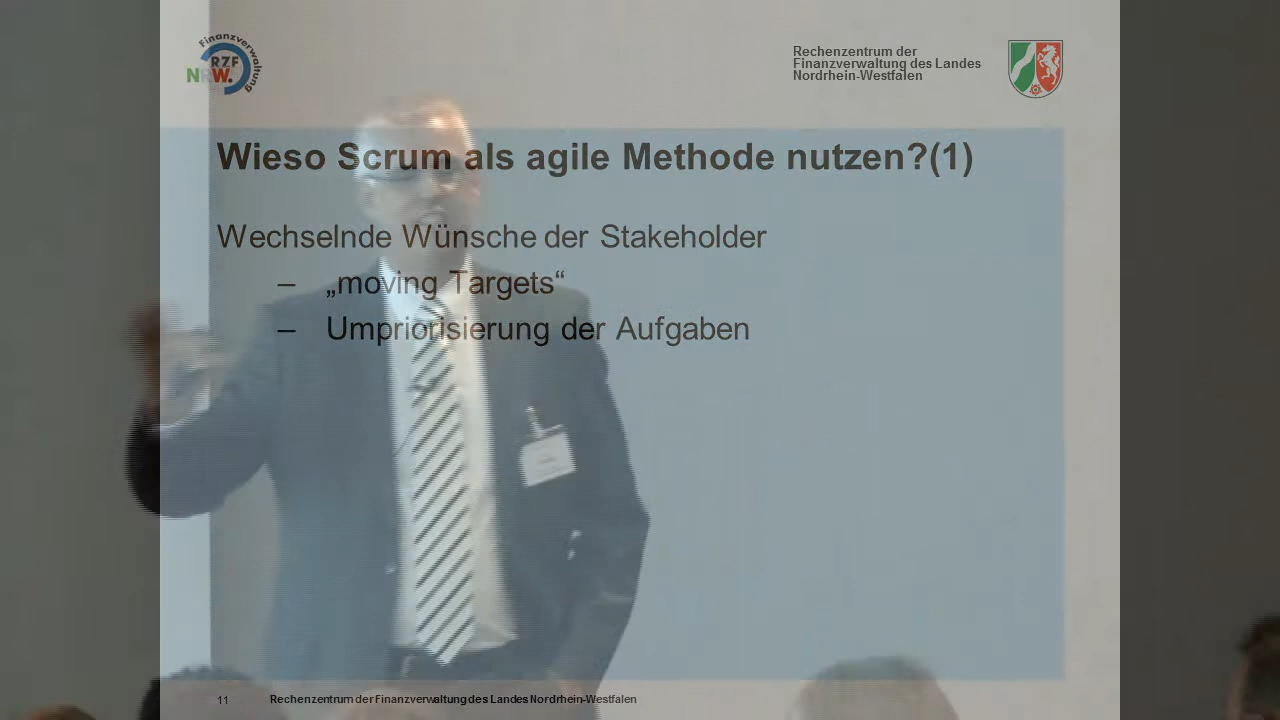 Finanzverwaltung
RZF
NRW.
Rechenzentrum der
Finanzverwaltung des Landes
Nordrhein-Westfalen
Wieso Scrum als agile Methode nutzen?(1)
Wechselnde Wünsche der Stakeholder
– „moving Targets“
– Umpriorisierung der Aufgaben
11 Rechenzentrum der Finanzverwaltung des Landes Nordrhein-Westfalen